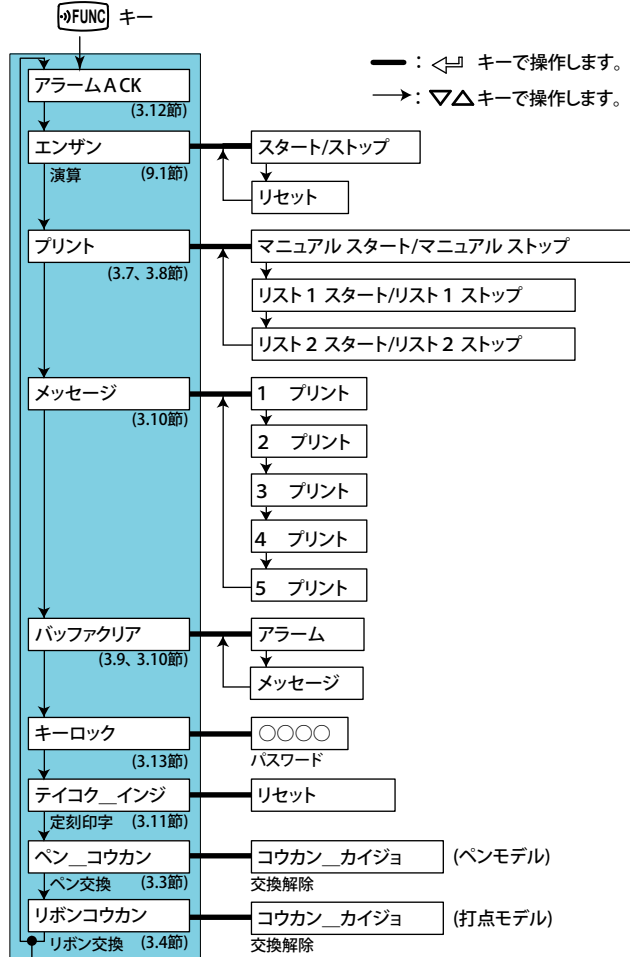 FUNC キー
: キーで操作します。
: ▽△キーで操作します。
アラームACK
(3.12節)
エンザン
スタート/ストップ
演算 (9.1節)
リセット
プリント
マニュアル スタート/マニュアル ストップ
(3.7、3.8節)
リスト 1 スタート/リスト 1 ストップ
リスト 2 スタート/リスト 2 ストップ
メッセージ
1 プリント
(3.10節)
2 プリント
3 プリント
4 プリント
5 プリント
バッファクリア
アラーム
(3.9、3.10節)
メッセージ
キーロック
○○○○
(3.13節)
パスワード
テイコク__インジ
リセット
定刻印字 (3.11節)
ペン__コウカン
コウカン__カイジョ (ペンモデル)
ペン交換 (3.3節)
交換解除
リボンコウカン
コウカン__カイジョ (打点モデル)
リボン交換 (3.4節)
交換解除